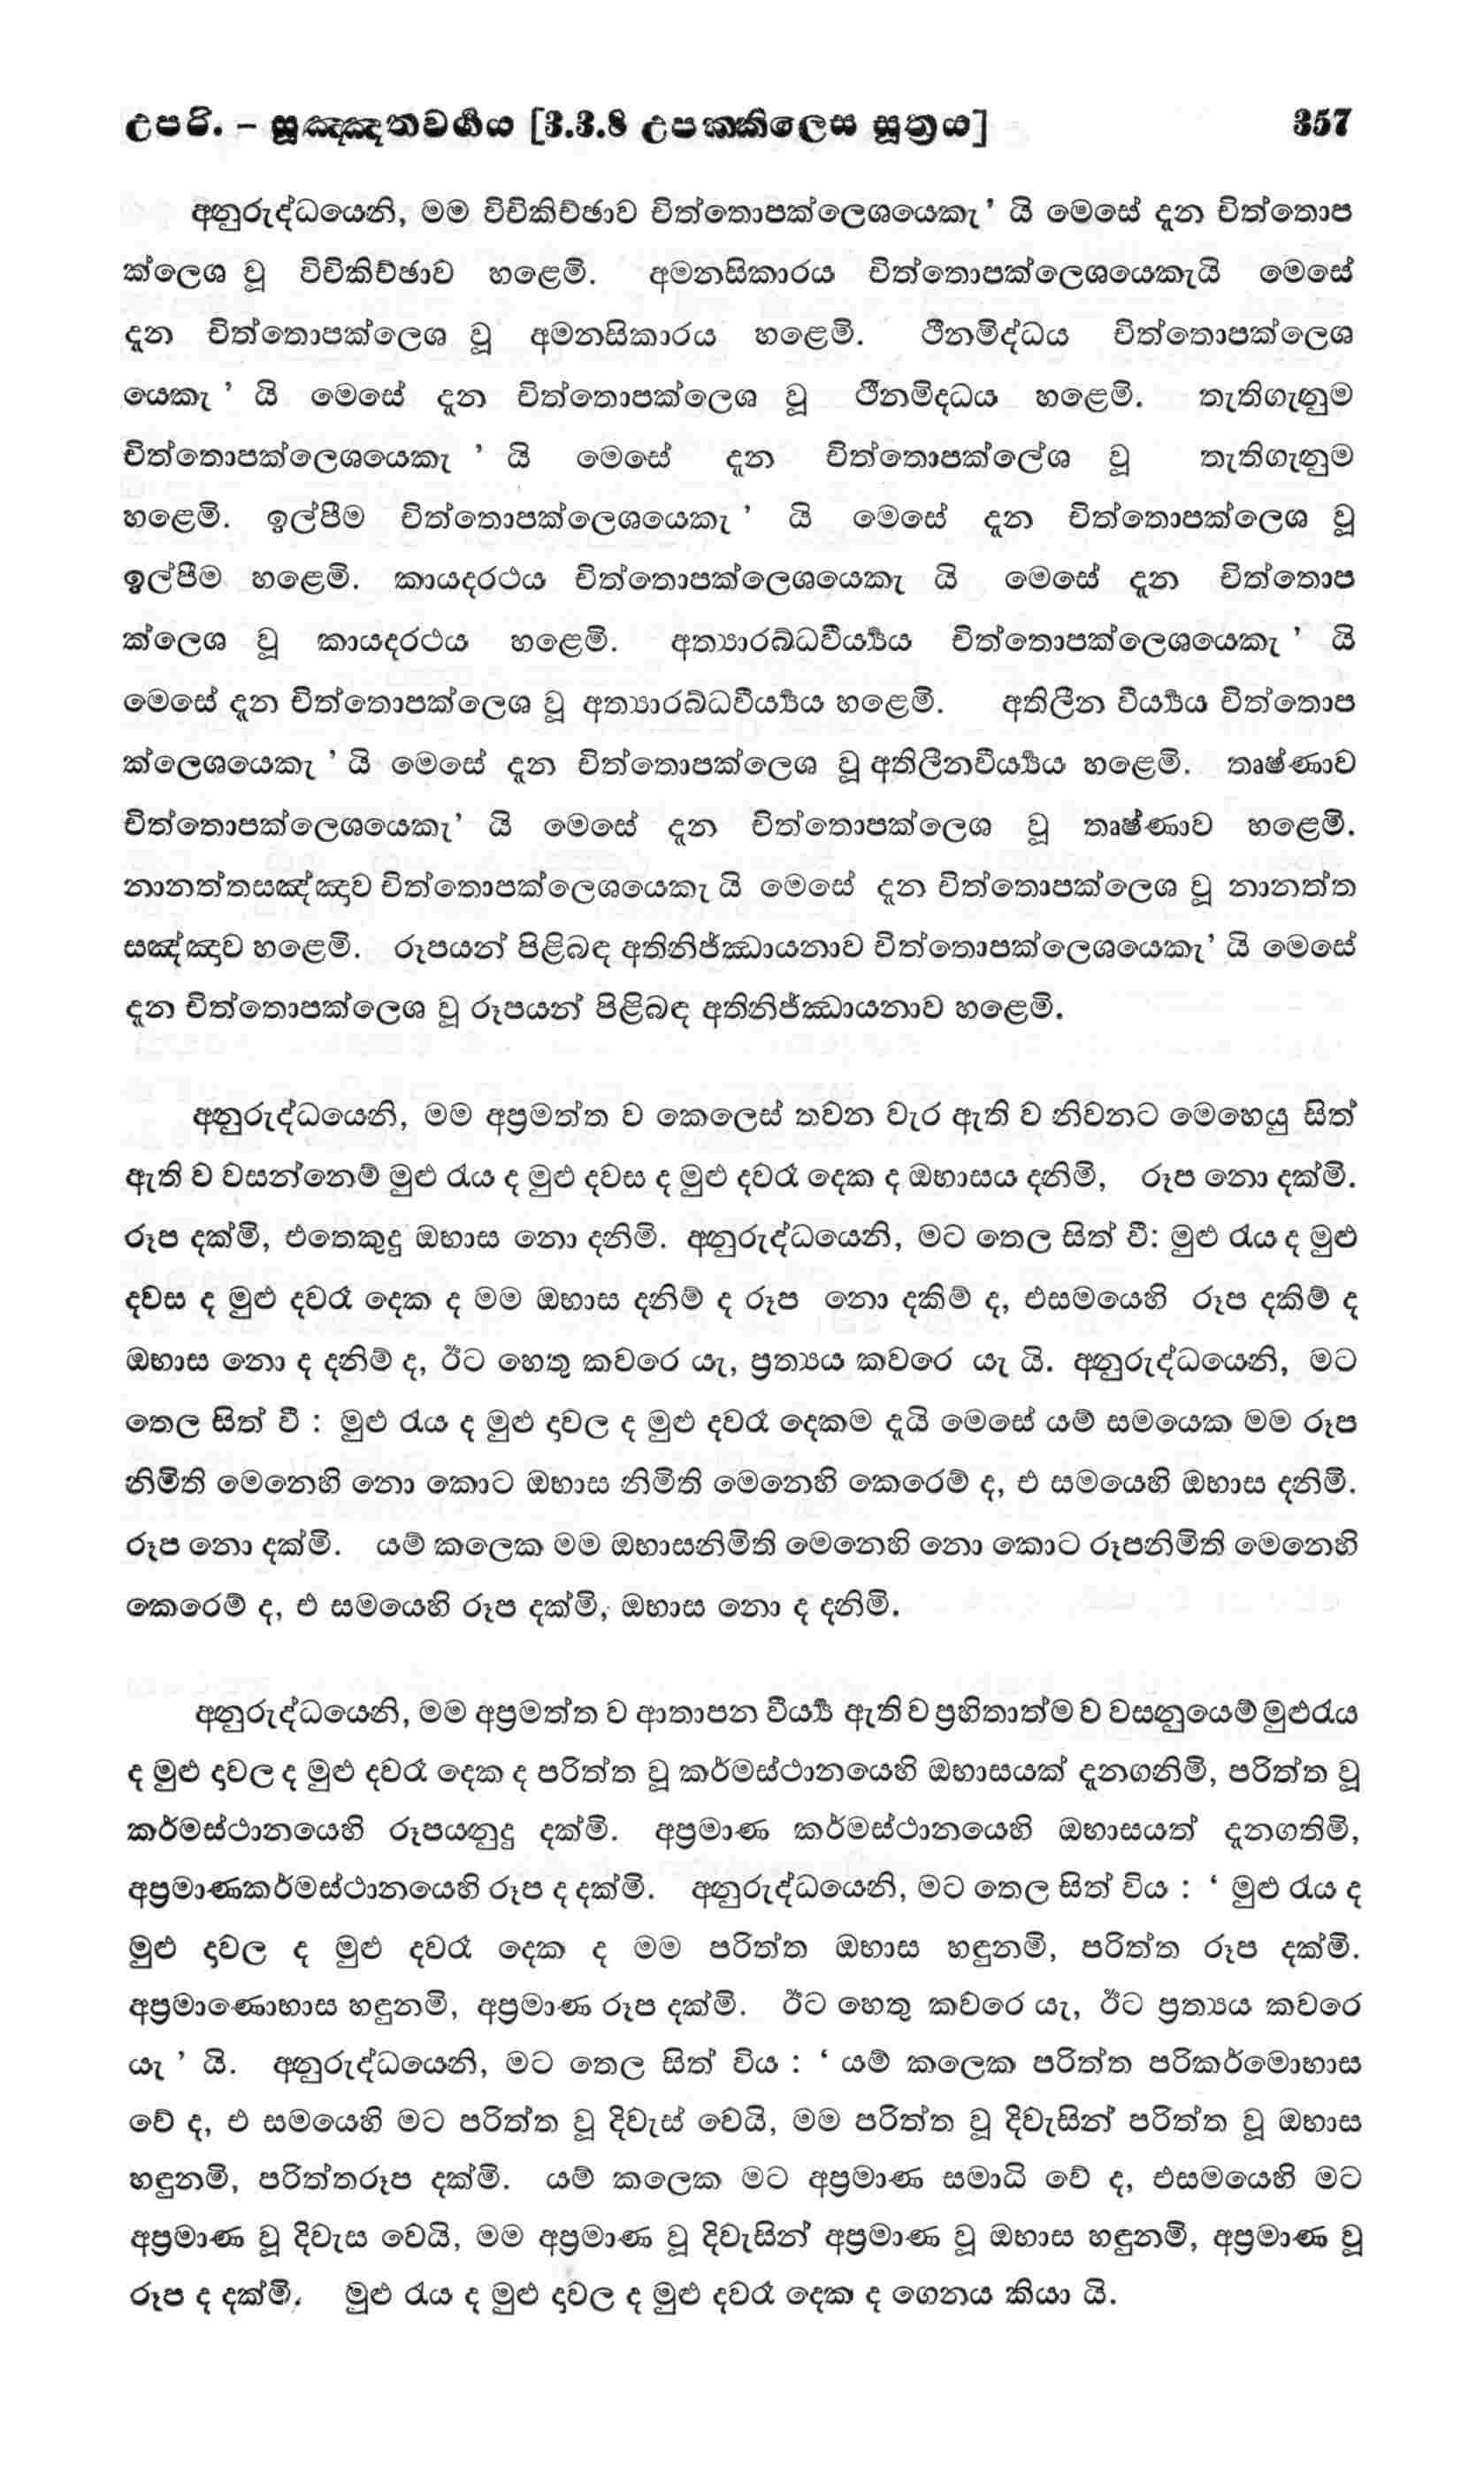 උපරි. – සූඤ්ඤතවර්‍ගය [3.3.8 උපක්කිලෙස සූත්‍රය] 357
අනුරුද්ධයෙනි, මම විචිකිච්ඡාව චිත්තොපක්ලෙශයෙකැ’ යි මෙසේ දැන චිත්තොප
ක්ලෙශ වූ විචිකිච්ඡාව හළෙමි. අමනසිකාරය චිත්තොපක්ලෙශයෙකැයි මෙසේ
දැන චිත්තොපක්ලෙශ වූ අමනසිකාරය හළෙමි. ථීනමිද්ධය චිත්තොපක්ලෙශ
යෙකැ ’ යි මෙසේ දැන චිත්තොපක්ලෙශ වූ ථීනමිදධය හළෙමි. තැතිගැනුම
චිත්තොපක්ලෙශයෙකැ ’ යි මෙසේ දැන චිත්තොපක්ලේශ වූ තැතිගැනුම
හළෙමි. ඉල්පීම චිත්තොපක්ලෙශයෙකැ ’ යි මෙසේ දැන චිත්තොපක්ලෙශ වූ
ඉල්පීම හළෙමි. කායදරථය චිත්තොපක්ලෙශයෙකැ යි මෙසේ දැන චිත්තොප
ක්ලෙශ වූ කායදරථය හළෙමි. අත්‍යාරබ්ධවීර්‍ය්‍යය චිත්තොපක්ලෙශයෙකැ ’ යි
මෙසේ දැන චිත්තොපක්ලෙශ වූ අත්‍යාරබ්ධවීර්‍ය්‍යය හළෙමි. අතිලීන වීර්‍ය්‍යය චිත්තොප
ක්ලෙශයෙකැ ’ යි මෙසේ දැන චිත්තොපක්ලෙශ වූ අතිලීනවීර්‍ය්‍යය හළෙමි. තෘෂ්ණාව
චිත්තොපක්ලෙශයෙකැ’ යි මෙසේ දැන චිත්තොපක්ලෙශ වූ තෘෂ්ණාව හළෙමි.
නානත්තසඤ්ඤාව චිත්තොපක්ලෙශයෙකැ යි මෙසේ දැන චිත්තොපක්ලෙශ වූ නානත්ත
සඤ්ඤාව හළෙමි. රූපයන් පිළිබඳ අතිනිජ්ඣායනාව චිත්තොපක්ලෙශයෙකැ’ යි මෙසේ
දැන චිත්තොපක්ලෙශ වූ රූපයන් පිළිබඳ අතිනිජ්ඣායනාව හළෙමි.
අනුරුද්ධයෙනි, මම අප්‍රමත්ත ව කෙලෙස් තවන වැර ඇති ව නිවනට මෙහෙයූ සිත්
ඇති ව වසන්නෙම් මුළු රැය ද මුළු දවස ද මුළු දවරෑ දෙක ද ඔභාසය දනිමි, රූප නො දක්මි.
රූප දක්මි, එතෙකුදු ඔභාස නො දනිමි. අනුරුද්ධයෙනි, මට තෙල සිත් වී: මුළු රැය ද මුළු
දවස ද මුළු දවරෑ දෙක ද මම ඔභාස දනිම් ද රූප නො දකිම් ද, එසමයෙහි රූප දකිම් ද
ඔභාස නො ද දනිම් ද, ඊට හෙතු කවරෙ යැ, ප්‍රත්‍යය කවරෙ යැ යි. අනුරුද්ධයෙනි, මට
තෙල සිත් වී : මුළු රැය ද මුළු දාවල ද මුළු දවරෑ දෙකම දැයි මෙසේ යම් සමයෙක මම රූප
නිමිති මෙනෙහි නො කොට ඔභාස නිමිති මෙනෙහි කෙරෙම් ද, එ සමයෙහි ඔභාස දනිමි.
රූප නො දක්මි. යම් කලෙක මම ඔභාසනිමිති මෙනෙහි නො කොට රූපනිමිති මෙනෙහි
කෙරෙම් ද, එ සමයෙහි රූප දක්මි, ඔභාස නො ද දනිමි.
අනුරුද්ධයෙනි, මම අප්‍රමත්ත ව ආතාපන වීර්‍ය්‍ය ඇති ව ප්‍රහිතාත්ම ව වසනුයෙම් මුළුරැය
ද මුළු දාවල ද මුළු දවරෑ දෙක ද පරිත්ත වූ කර්මස්ථානයෙහි ඔභාසයක් දැනගනිමි, පරිත්ත වූ
කර්මස්ථානයෙහි රූපයනුදු දක්මි. අප්‍රමාණ කර්මස්ථානයෙහි ඔභාසයත් දැනගතිමි,
අප්‍රමාණකර්මස්ථානයෙහි රූප ද දක්මි. අනුරුද්ධයෙනි, මට තෙල සිත් විය : ‘ මුළු රැය ද
මුළු දාවල ද මුළු දවරෑ දෙක ද මම පරිත්ත ඔභාස හඳුනමි, පරිත්ත රූප දක්මි.
අප්‍රමාණොභාස හඳුනමි, අප්‍රමාණ රූප දක්මි. ඊට හෙතු කවරෙ යැ, ඊට ප්‍රත්‍යය කවරෙ
යැ ’ යි. අනුරුද්ධයෙනි, මට තෙල සිත් විය : ‘ යම් කලෙක පරිත්ත පරිකර්මොභාස
වේ ද, එ සමයෙහි මට පරිත්ත වූ දිවැස් වෙයි, මම පරිත්ත වූ දිවැසින් පරිත්ත වූ ඔභාස
හඳුනමි, පරිත්තරූප දක්මි. යම් කලෙක මට අප්‍රමාණ සමාධි වේ ද, එසමයෙහි මට
අප්‍රමාණ වූ දිවැස වෙයි, මම අප්‍රමාණ වූ දිවැසින් අප්‍රමාණ වූ ඔභාස හඳුනමි, අප්‍රමාණ වූ
රූප ද දක්මි. මුළු රැය ද මුළු දාවල ද මුළු දවරෑ දෙක ද ගෙනය කියා යි.